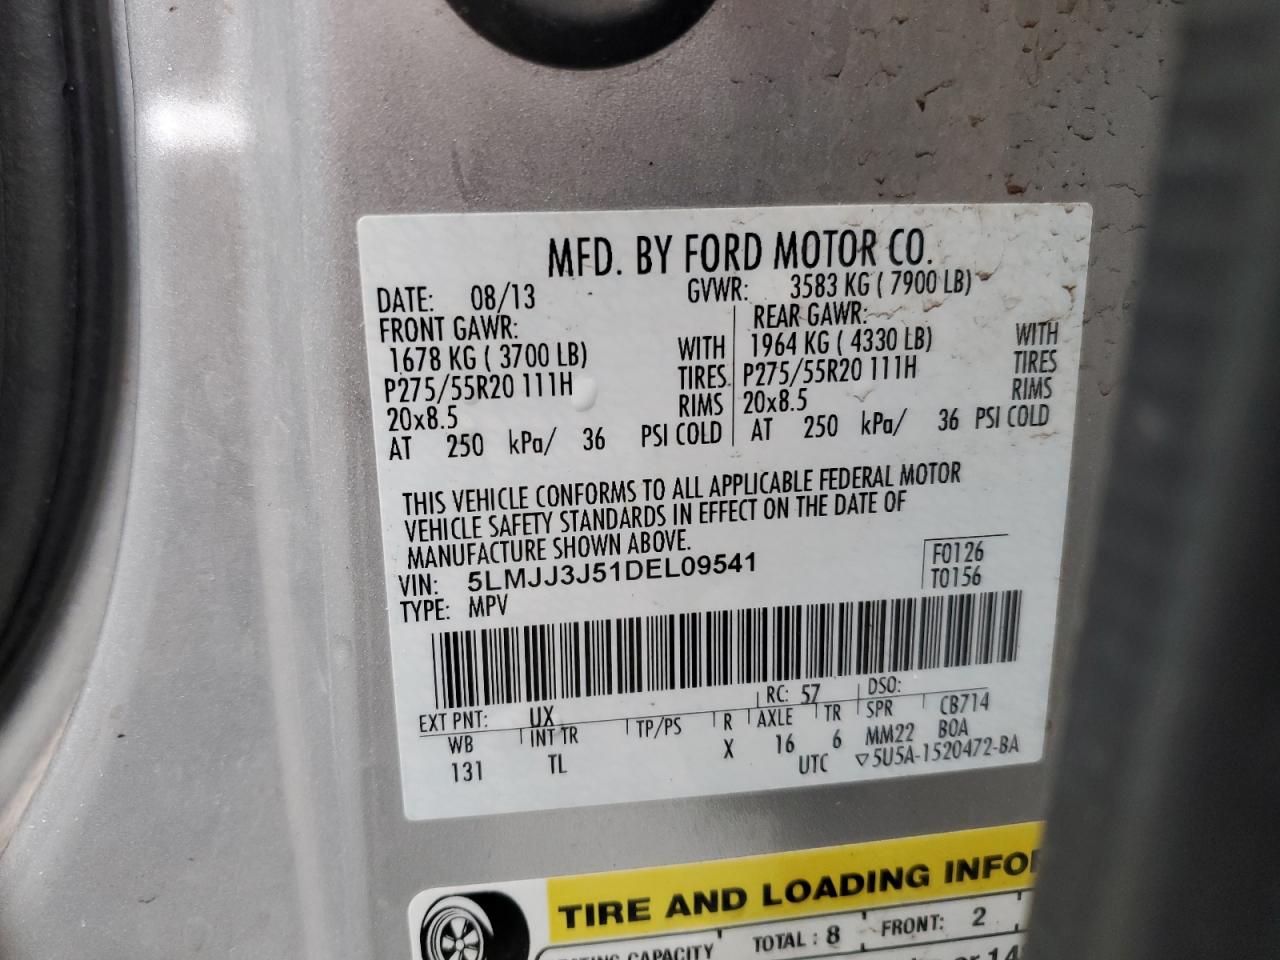 MFD. BY FORD MOTOR CO.
DATE: 08/13 GVWR: 3583 KG ( 7900 LB)
FRONT GAWR: REAR GAWR:
1678 KG ( 3700 LB) WITH 1964 KG ( 4330 LB) WITH
P275/55R20 111H TIRES P275/55R20 111H TIRES
20x8.5 RIMS 20x8.5 RIMS
AT 250 kPa/ 36 PSI COLD AT 250 kPa/ 36 PSI COLD
THIS VEHICLE CONFORMS TO ALL APPLICABLE FEDERAL MOTOR
VEHICLE SAFETY STANDARDS IN EFFECT ON THE DATE OF
MANUFACTURE SHOWN ABOVE.
VIN: 5LMJJ3J51DEL09541 F0126
TYPE: MPV T0156
EXT PNT: UX RC: 57 DSO:
WB INT TR TP/PS R AXLE TR SPR CB714
131 TL X 16 6 MM22 B0A
UTC ▽5U5A-1520472-BA
TIRE AND LOADING
CAPACITY TOTAL : 8 FRONT: 2
or 14